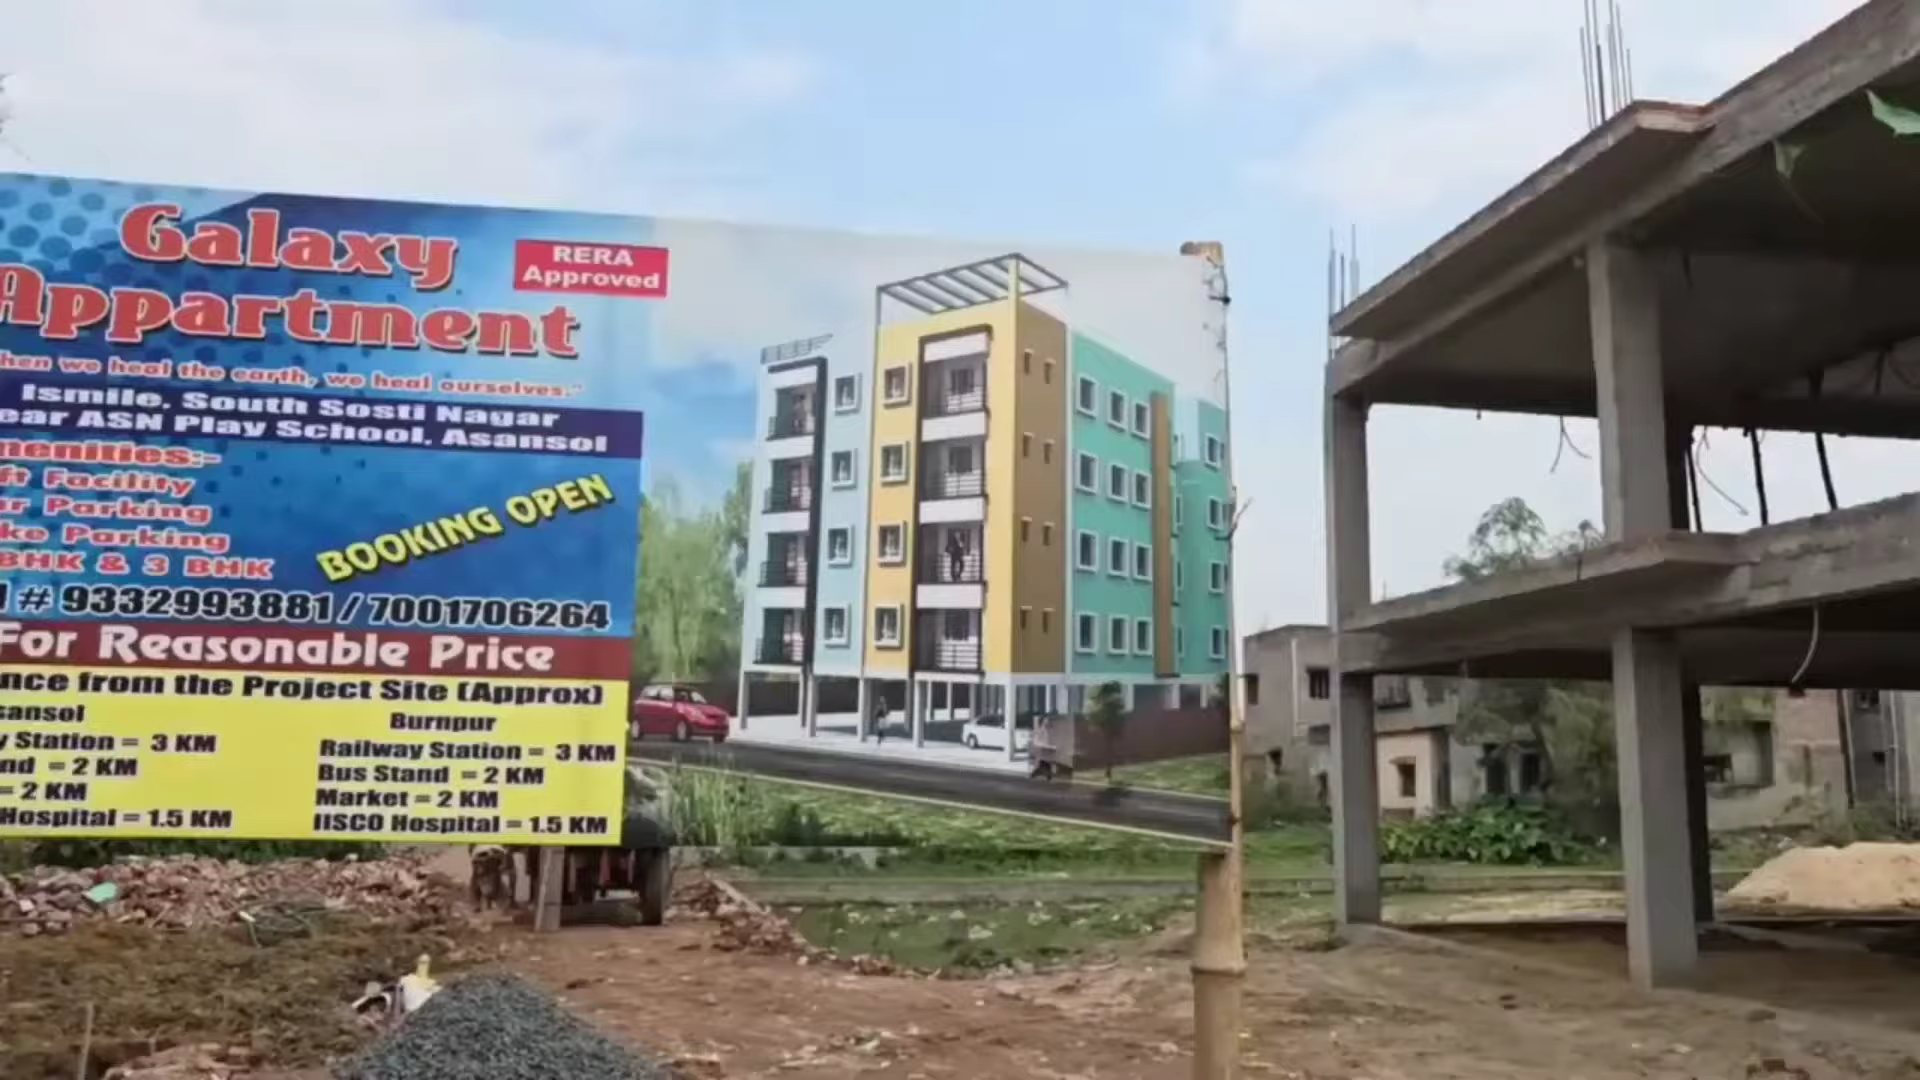 Galaxy
Appartment
RERA
Approved
hen we heal the earth, we heal ourselves."
Ismile, South Sosti Nagar
ear ASN Play School, Asansol
menities:-
ft Facility
ar Parking
ke Parking
BHK & 3 BHK
BOOKING OPEN
# 9332993881 / 7001706264
For Reasonable Price
nce from the Project Site (Approx)
sansol
y Station = 3 KM
nd = 2 KM
= 2 KM
Hospital = 1.5 KM
Burnpur
Railway Station = 3 KM
Bus Stand = 2 KM
Market = 2 KM
IISCO Hospital = 1.5 KM